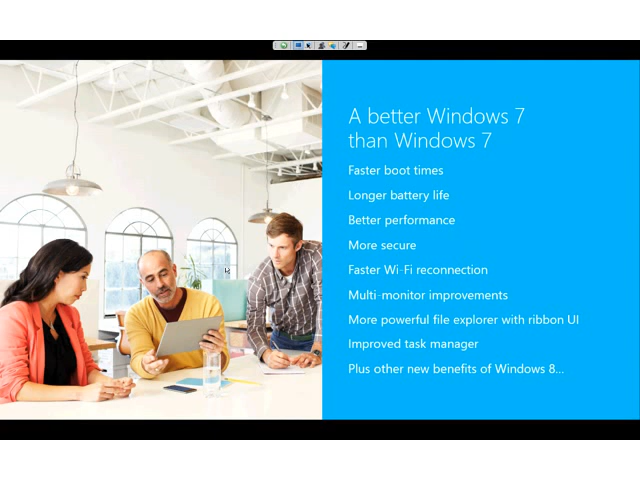 A better Windows 7
than Windows 7
Faster boot times
Longer battery life
Better performance
More secure
Faster Wi-Fi reconnection
Multi-monitor improvements
More powerful file explorer with ribbon UI
Improved task manager
Plus other new benefits of Windows 8...